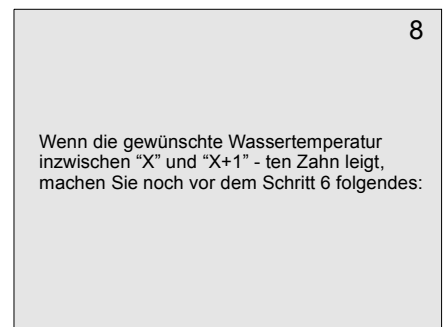 8
Wenn die gewünschte Wassertemperatur
inzwischen “X” und “X+1” - ten Zahn leigt,
machen Sie noch vor dem Schritt 6 folgendes: